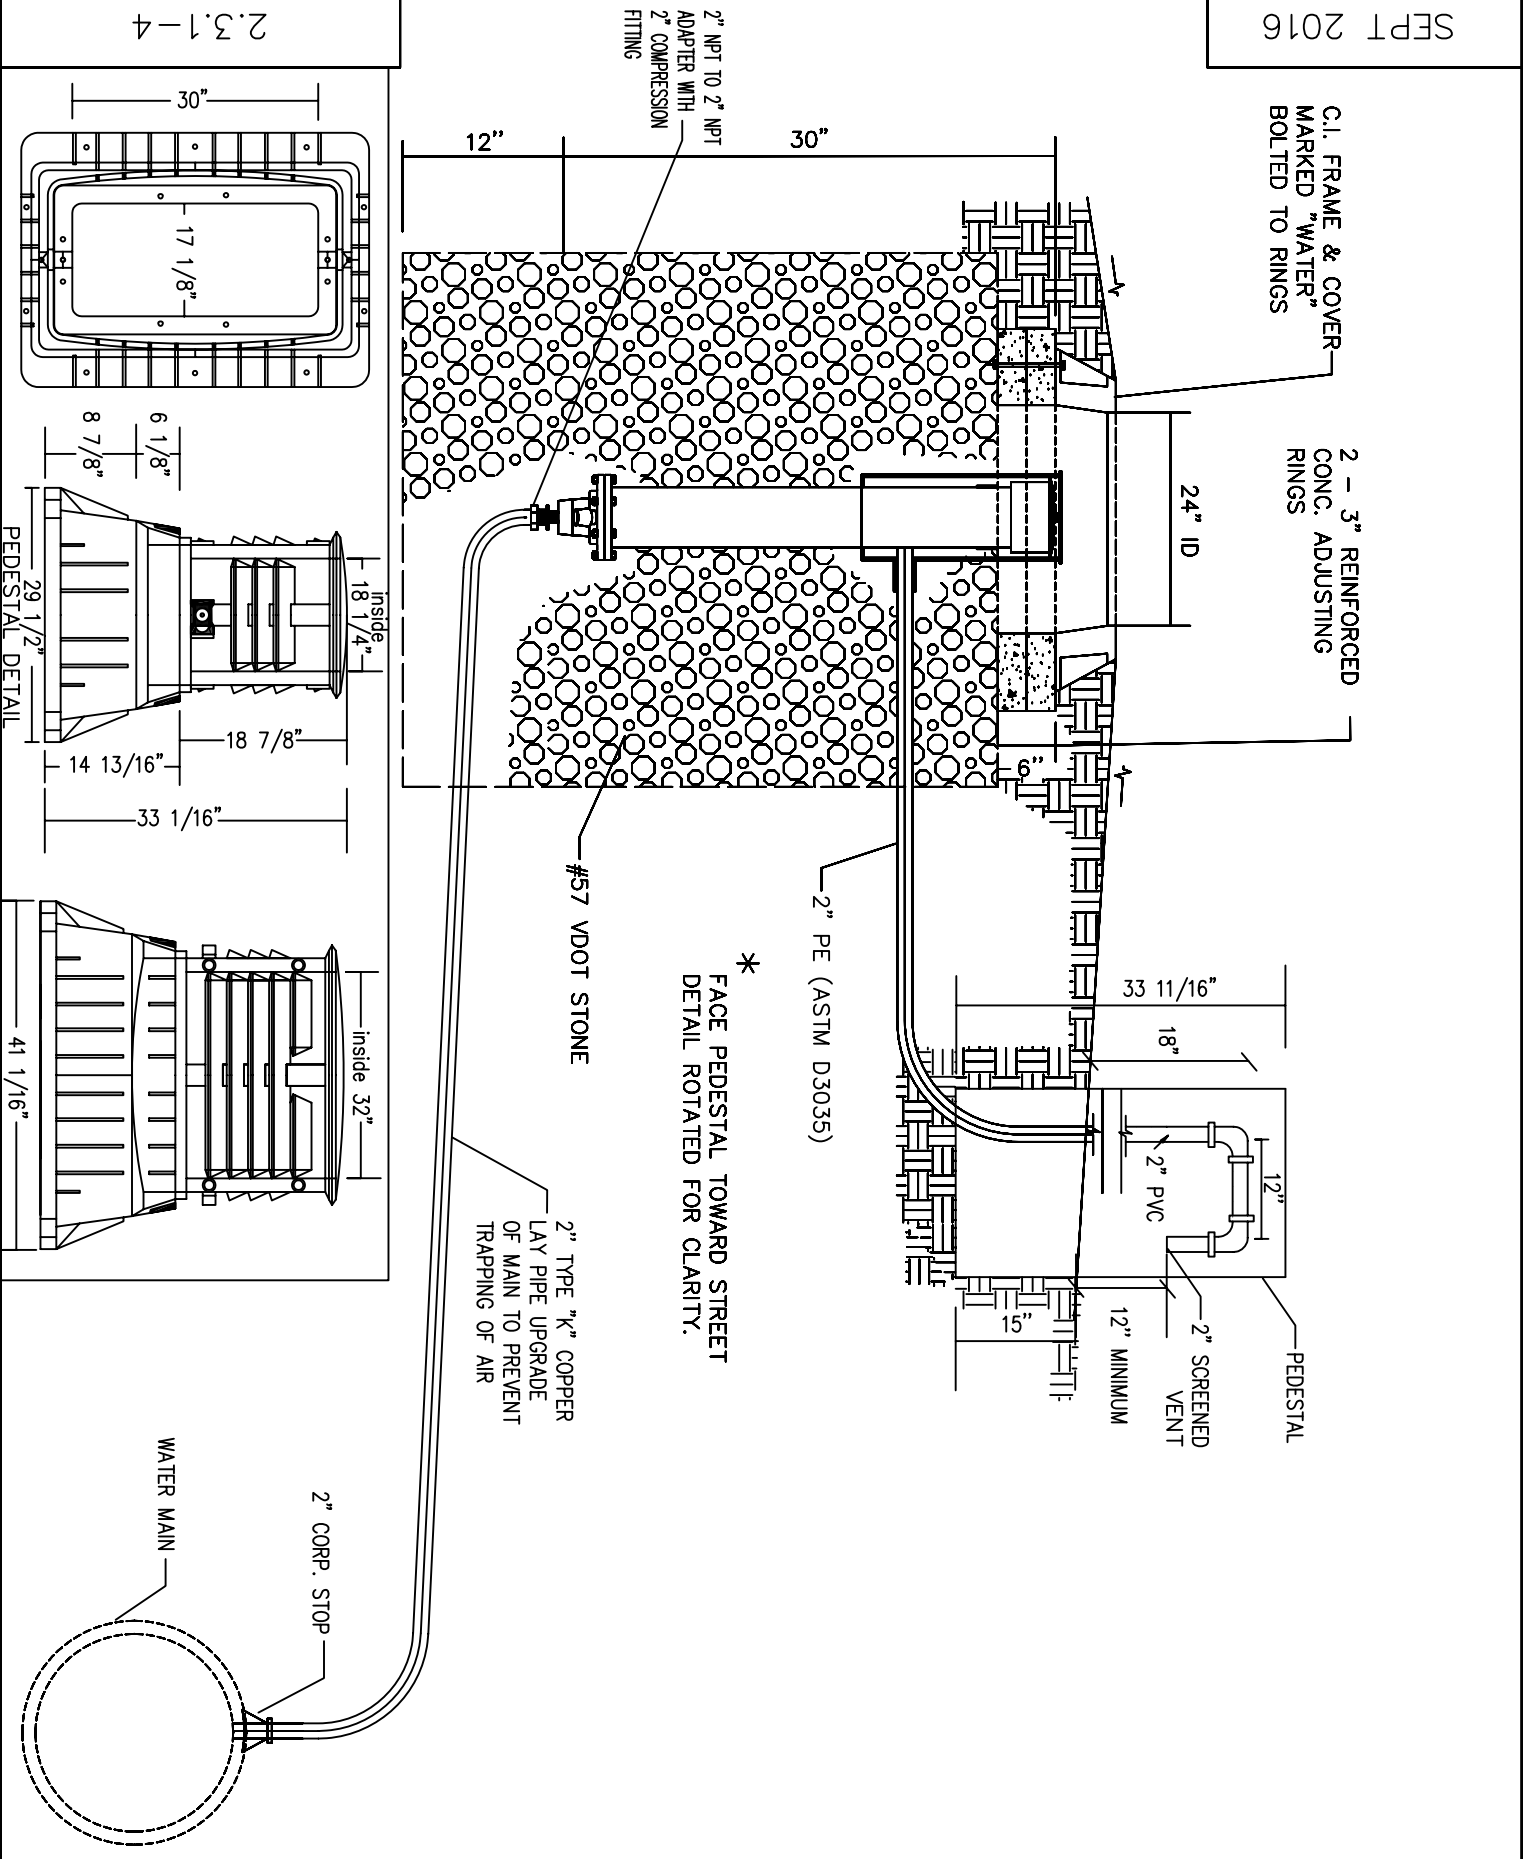 SEPT 2016
2.3.1-4
C.I. FRAME & COVER
MARKED "WATER"
BOLTED TO RINGS
2 - 3" REINFORCED
CONC. ADJUSTING
RINGS
24" ID
30"
12"
6"
2" NPT TO 2" NPT
ADAPTER WITH
2" COMPRESSION
FITTING
33 11/16"
18"
12"
2" PVC
PEDESTAL
2" SCREENED
VENT
12" MINIMUM
15"
2" PE (ASTM D3035)
*
FACE PEDESTAL TOWARD STREET
DETAIL ROTATED FOR CLARITY.
#57 VDOT STONE
2" TYPE "K" COPPER
LAY PIPE UPGRADE
OF MAIN TO PREVENT
TRAPPING OF AIR
2" CORP. STOP
WATER MAIN
30"
17 1/8"
6 1/8"
8 7/8"
inside
18 1/4"
18 7/8"
14 13/16"
33 1/16"
29 1/2"
PEDESTAL DETAIL
inside 32"
41 1/16"